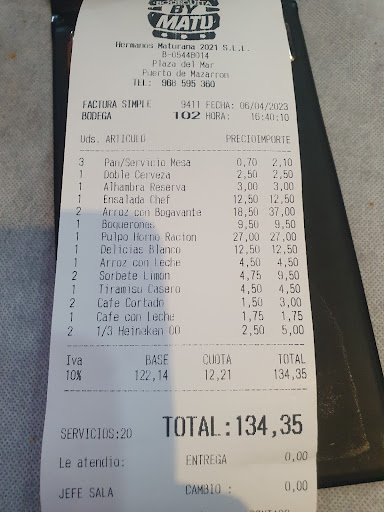 BY
MATU
Hermanos Maturana 2021 S.L.L.
B-05448014
Plaza del Mar
Puerto de Mazarron
TEL: 968 595 360
FACTURA SIMPLE 9411 FECHA: 06/04/2023
BODEGA 102 HORA: 16:40:10
Uds. ARTICULO PRECIO IMPORTE
3 Pan/Servicio Mesa 0,70 2,10
1 Doble Cerveza 2,50 2,50
1 Alhambra Reserva 3,00 3,00
1 Ensalada Chef 12,50 12,50
2 Arroz con Bogavante 18,50 37,00
1 Boquerones 9,50 9,50
1 Pulpo Horno Racion 27,00 27,00
1 Delicias Blanco 12,50 12,50
1 Arroz con Leche 4,50 4,50
2 Sorbete Limon 4,75 9,50
1 Tiramisu Casero 4,50 4,50
2 Cafe Cortado 1,50 3,00
1 Cafe con Leche 1,75 1,75
2 1/3 Heineken 00 2,50 5,00
Iva BASE CUOTA TOTAL
10% 122,14 12,21 134,35
SERVICIOS:20 TOTAL:134,35
Le atendio: ENTREGA 0,00
JEFE SALA CAMBIO : 0,00